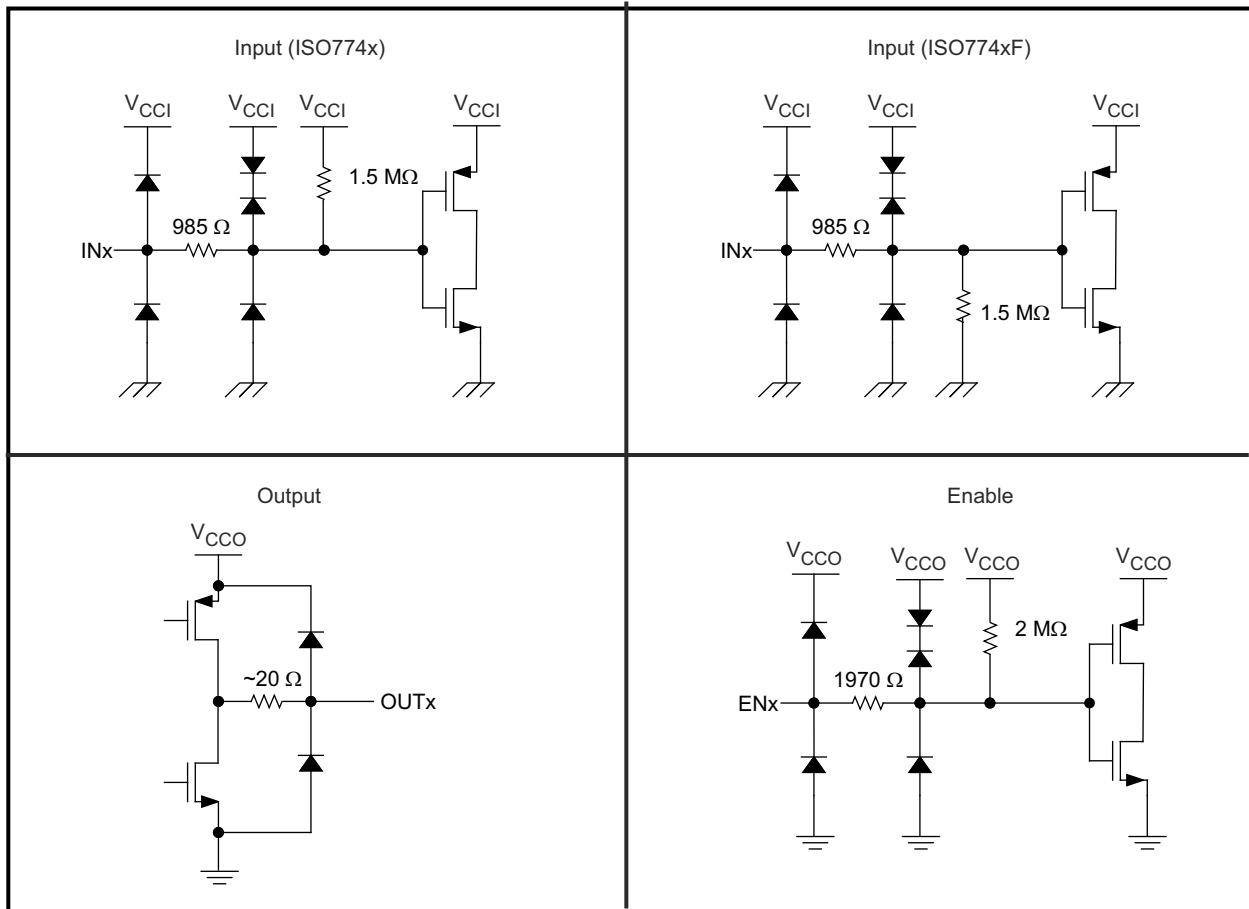 Input (ISO774x)
VCCI VCCI VCCI VCCI
1.5 MΩ
985 Ω
INx
Input (ISO774xF)
VCCI VCCI VCCI
985 Ω
INx
1.5 MΩ
Output
VCCO
~20 Ω
OUTx
Enable
VCCO VCCO VCCO VCCO
2 MΩ
1970 Ω
ENx